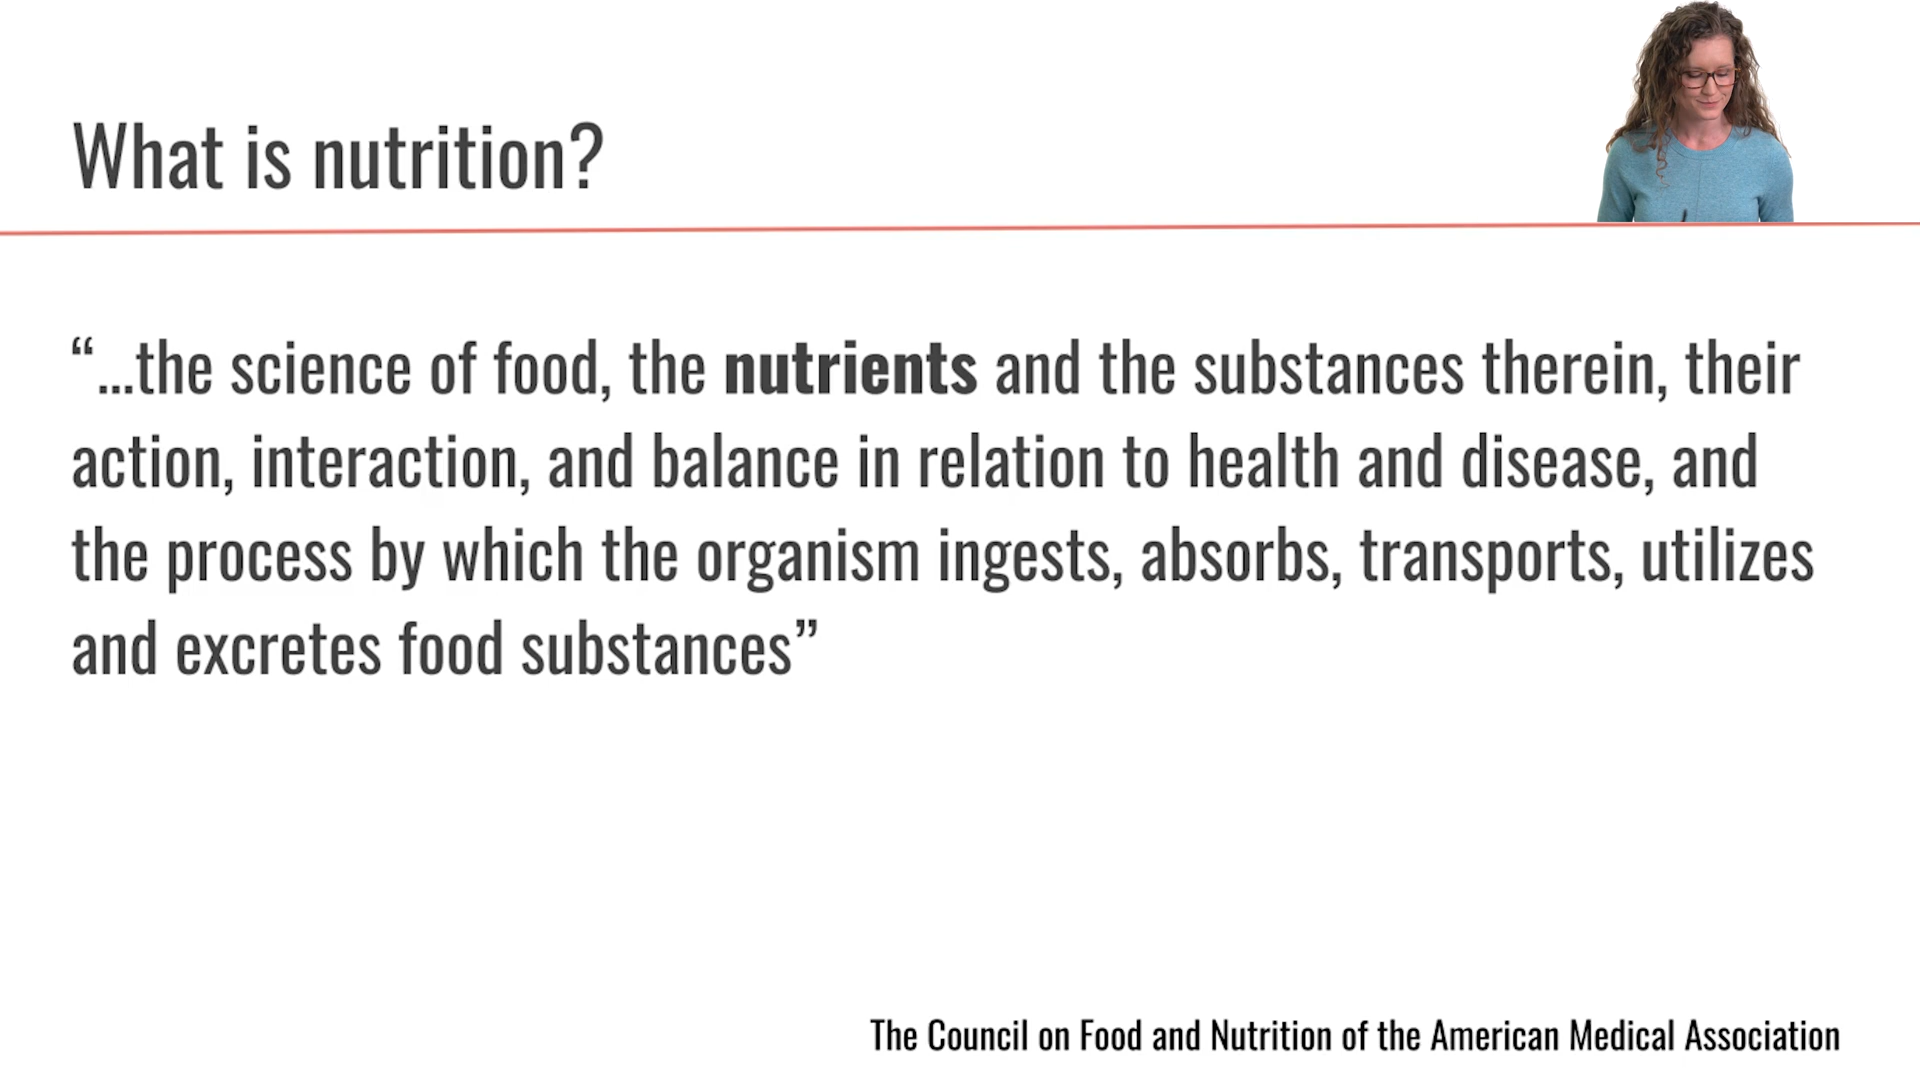 What is nutrition?
“...the science of food, the nutrients and the substances therein, their
action, interaction, and balance in relation to health and disease, and
the process by which the organism ingests, absorbs, transports, utilizes
and excretes food substances”
The Council on Food and Nutrition of the American Medical Association